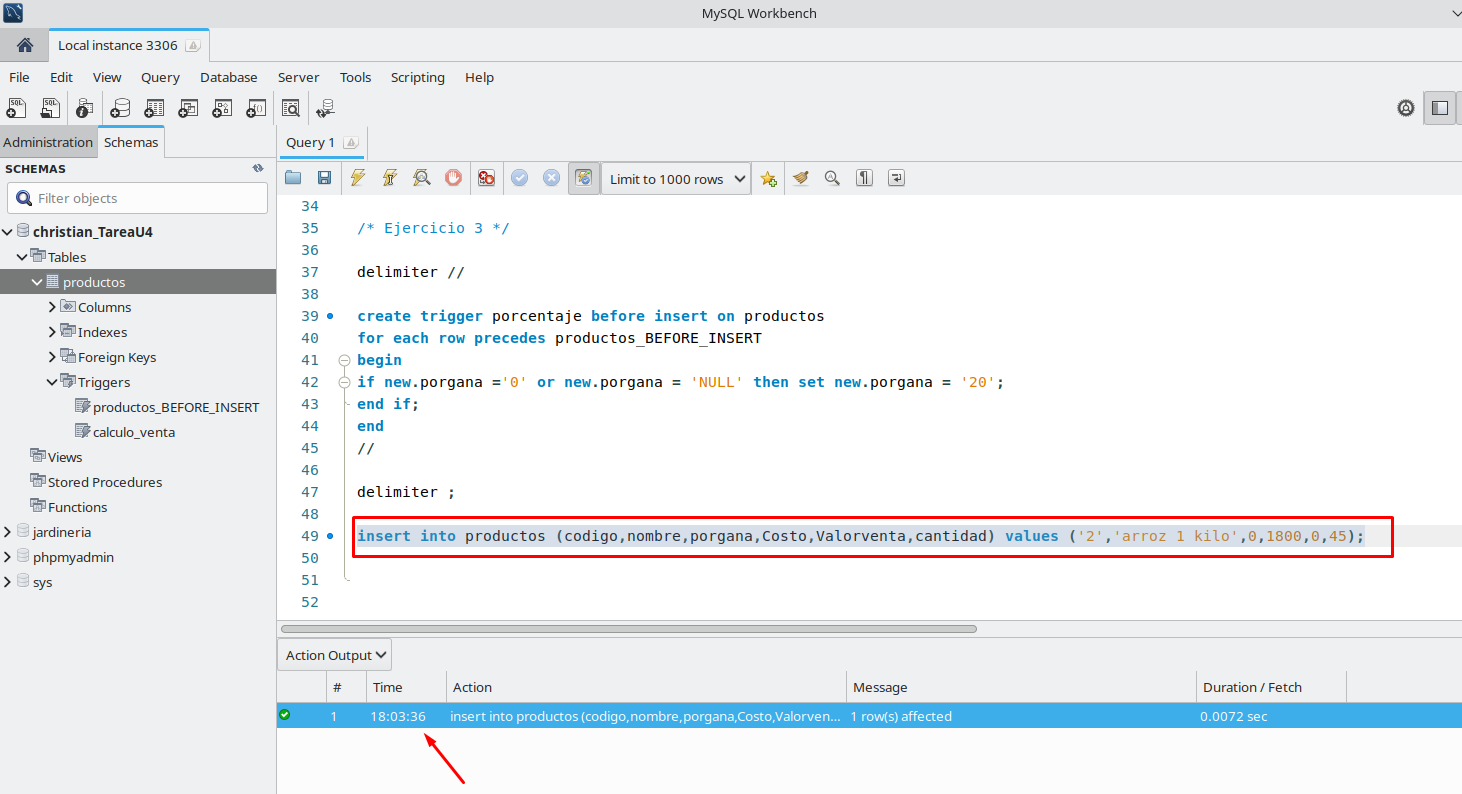 MySQL Workbench
Local instance 3306
File Edit View Query Database Server Tools Scripting Help
Administration Schemas
Query 1
SCHEMAS
Limit to 1000 rows
Filter objects
christian_TareaU4
Tables
productos
Columns
Indexes
Foreign Keys
Triggers
productos_BEFORE_INSERT
calculo_venta
Views
Stored Procedures
Functions
jardineria
phpmyadmin
sys
34
35 /* Ejercicio 3 */
36
37 delimiter //
38
39 create trigger porcentaje before insert on productos
40 for each row precedes productos_BEFORE_INSERT
41 begin
42 if new.porgana ='0' or new.porgana = 'NULL' then set new.porgana = '20';
43 end if;
44 end
45 //
46
47 delimiter ;
48
49 insert into productos (codigo,nombre,porgana,Costo,Valorventa,cantidad) values ('2','arroz 1 kilo',0,1800,0,45);
50
51
52
Action Output
# Time Action Message Duration / Fetch
1 18:03:36 insert into productos (codigo,nombre,porgana,Costo,Valorven... 1 row(s) affected 0.0072 sec